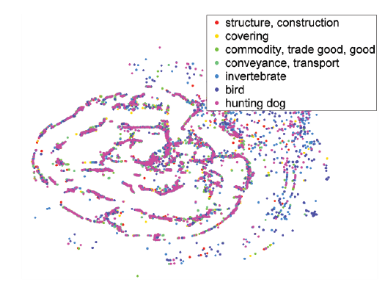 structure, construction
covering
commodity, trade good, good
conveyance, transport
invertebrate
bird
hunting dog